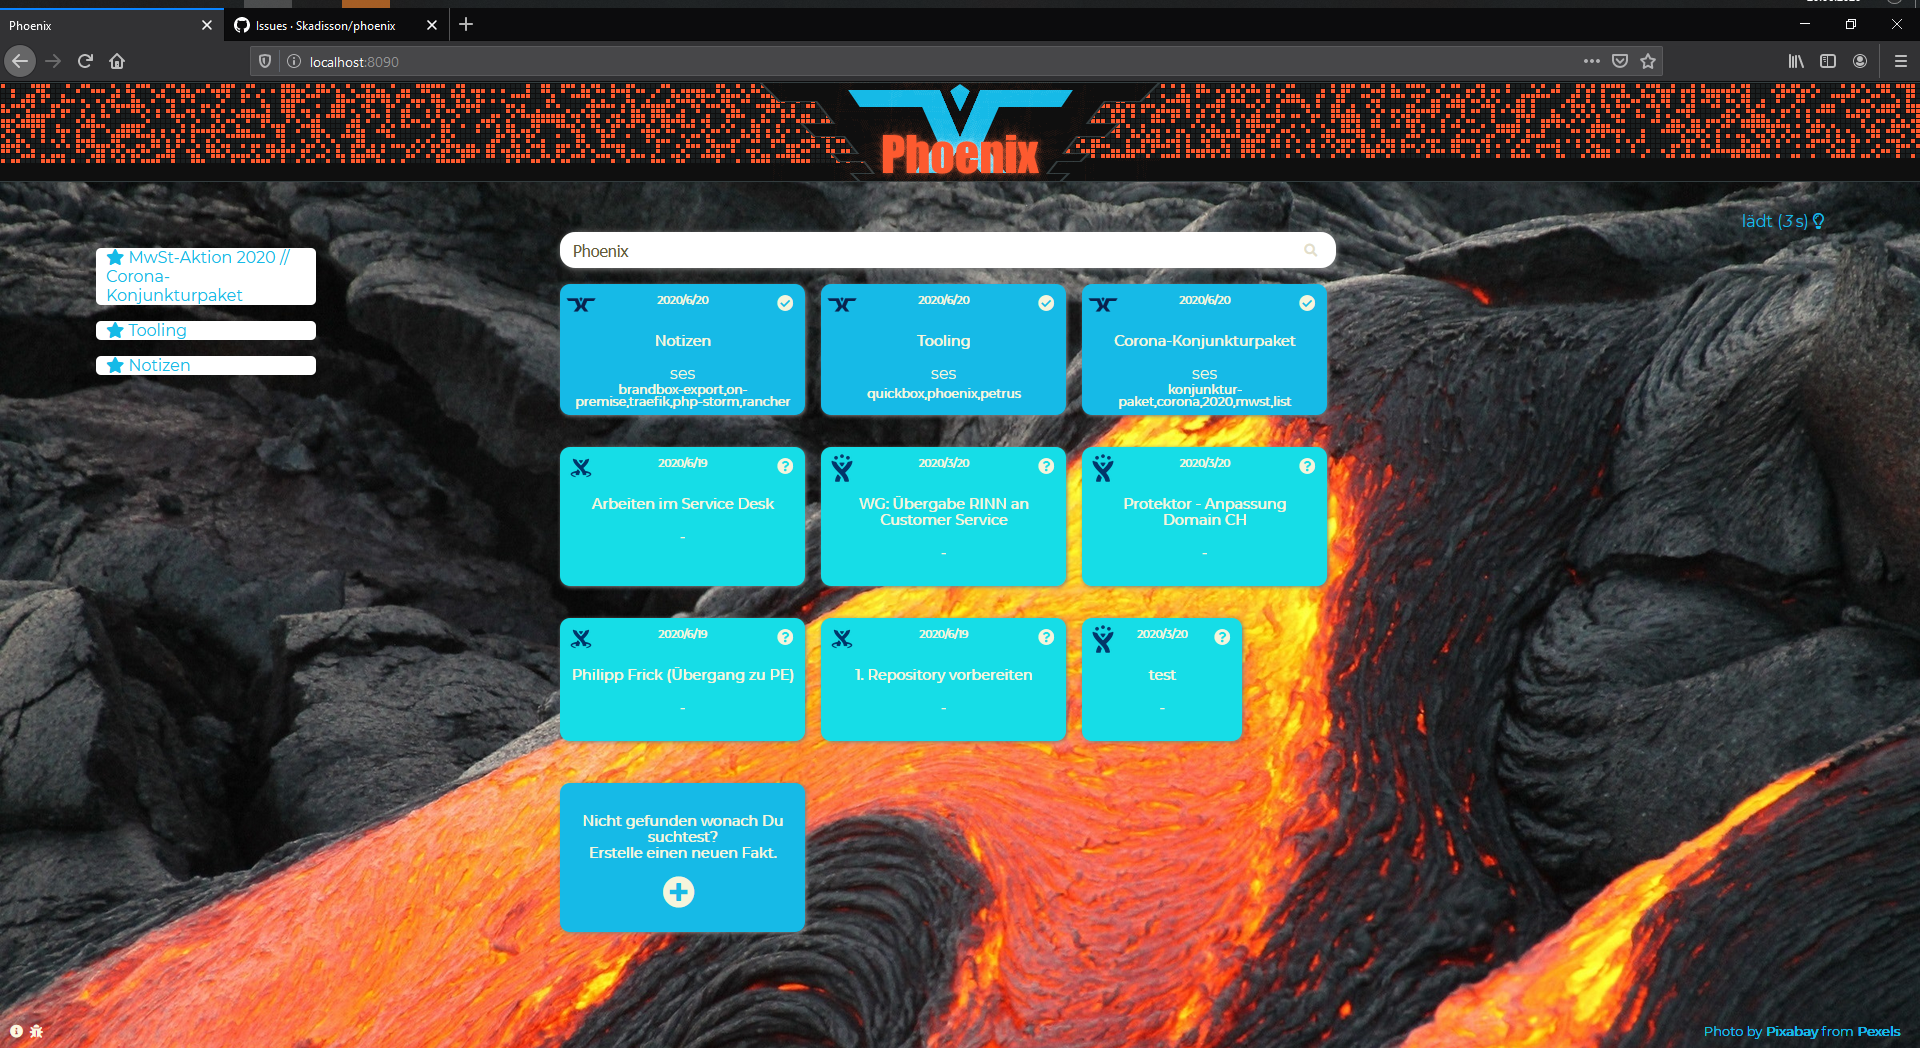 Phoenix
Issues · Skadisson/phoenix
localhost:8090
Phoenix
lädt (3 s)
MwSt-Aktion 2020 //
Corona-
Konjunkturpaket
Tooling
Notizen
Phoenix
2020/6/20
Notizen
ses
brandbox-export,on-
premise,traefik,php-storm,rancher
2020/6/20
Tooling
ses
quickbox,phoenix,petrus
2020/6/20
Corona-Konjunkturpaket
ses
konjunktur-
paket,corona,2020,mwst,list
2020/6/19
Arbeiten im Service Desk
-
2020/3/20
WG: Übergabe RINN an
Customer Service
-
2020/3/20
Protektor - Anpassung
Domain CH
-
2020/6/19
Philipp Frick (Übergang zu PE)
-
2020/6/19
1. Repository vorbereiten
-
2020/3/20
test
-
Nicht gefunden wonach Du
suchtest?
Erstelle einen neuen Fakt.
Photo by Pixabay from Pexels